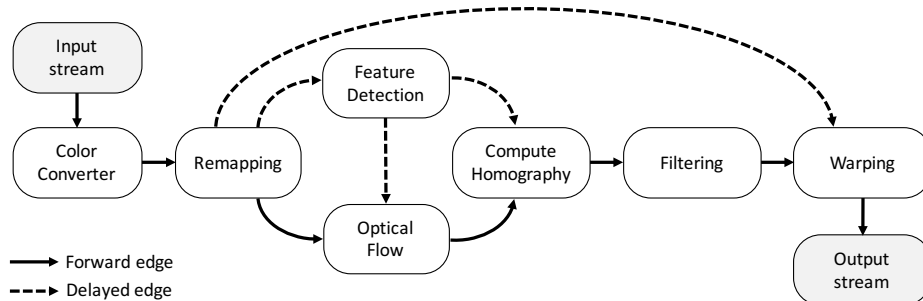 Input
stream
Color
Converter
Remapping
Feature
Detection
Optical
Flow
Compute
Homography
Filtering
Warping
Output
stream
Forward edge
Delayed edge